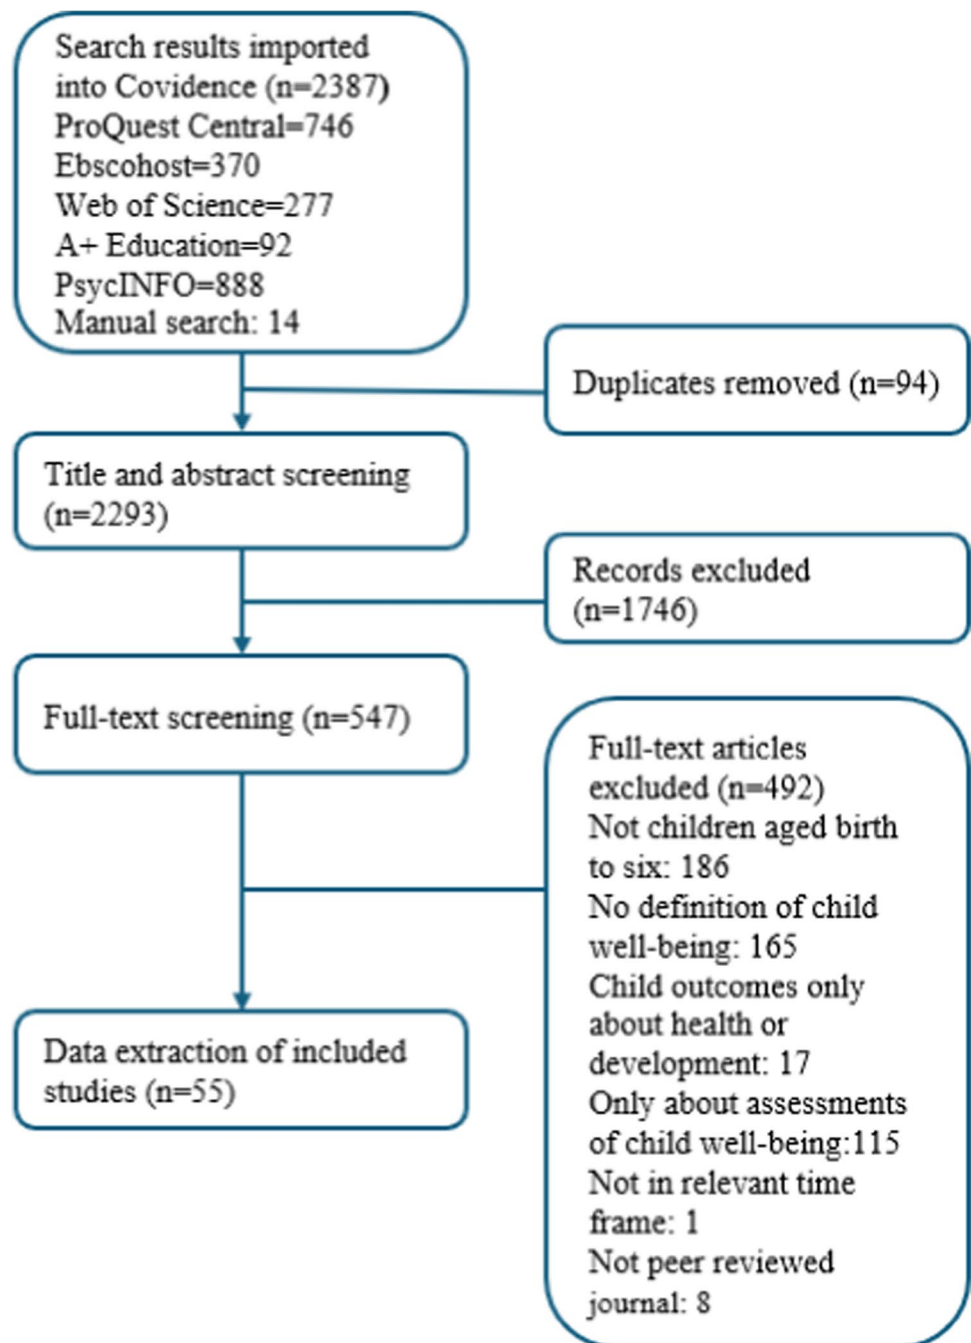 Search results imported
into Covidence (n=2387)
ProQuest Central=746
Ebscohost=370
Web of Science=277
A+ Education=92
PsycINFO=888
Manual search: 14
Duplicates removed (n=94)
Title and abstract screening
(n=2293)
Records excluded
(n=1746)
Full-text screening (n=547)
Full-text articles
excluded (n=492)
Not children aged birth
to six: 186
No definition of child
well-being: 165
Child outcomes only
about health or
development: 17
Only about assessments
of child well-being:115
Not in relevant time
frame: 1
Not peer reviewed
journal: 8
Data extraction of included
studies (n=55)